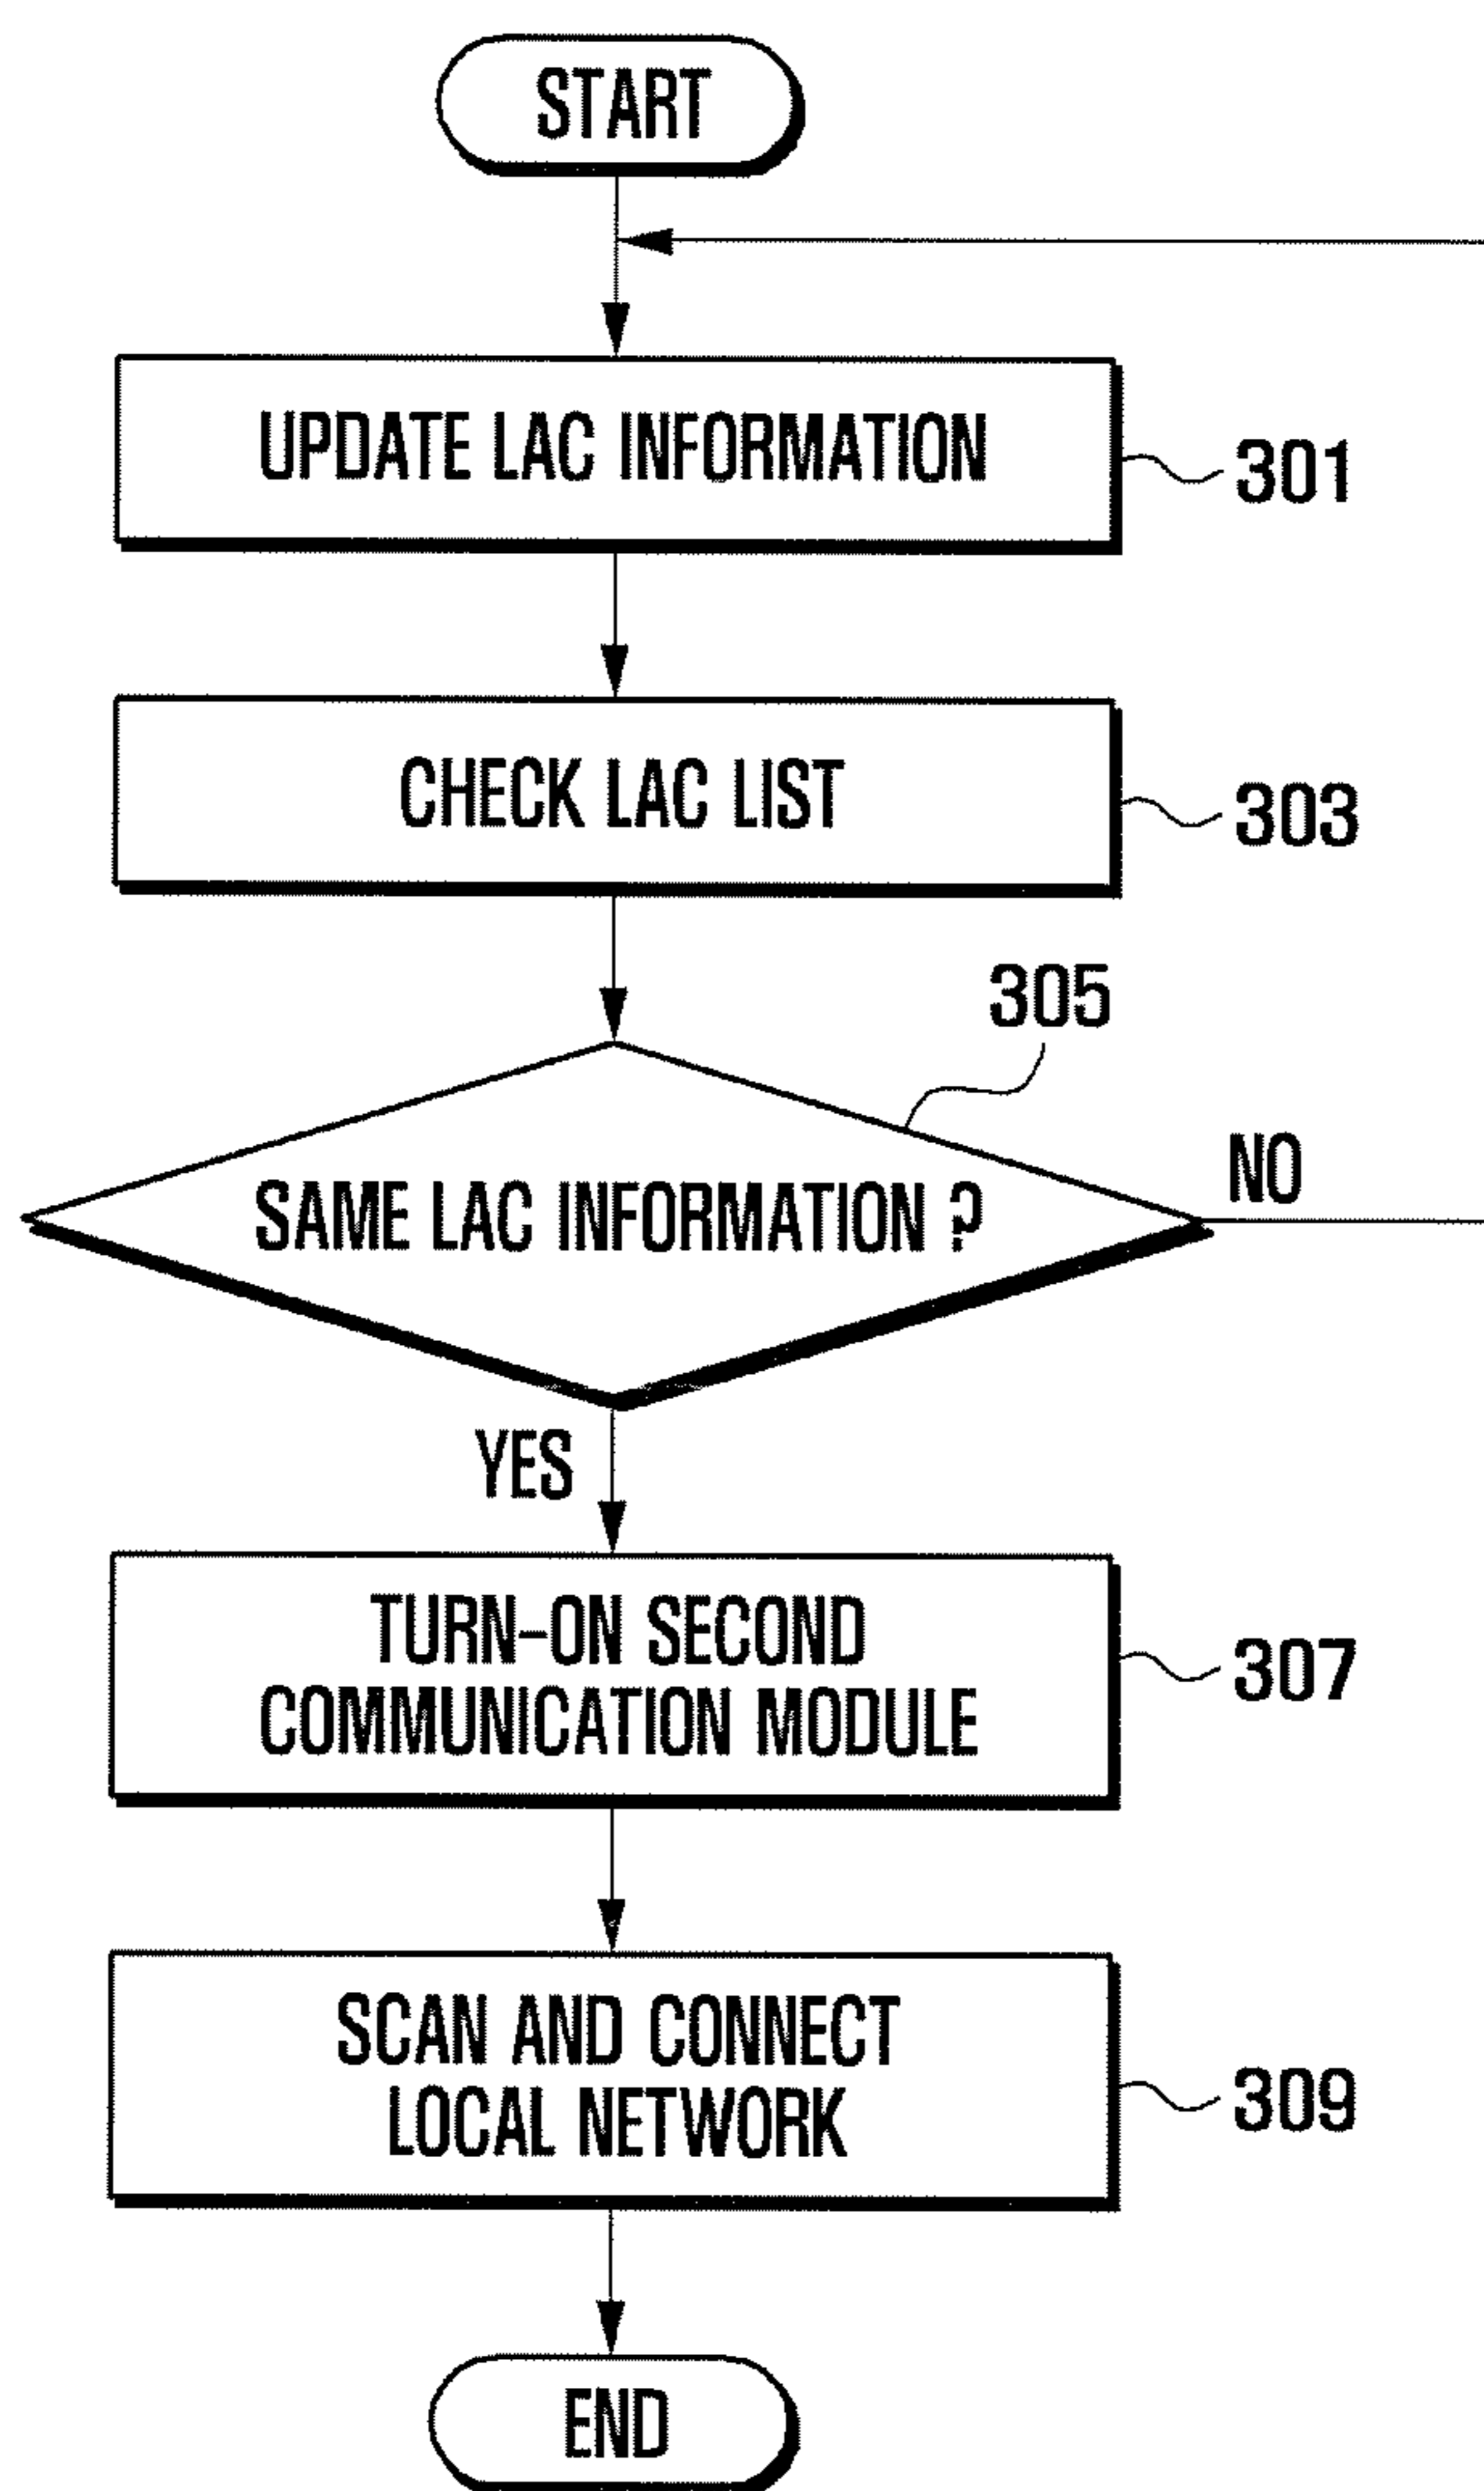 START
UPDATE LAC INFORMATION
301
CHECK LAC LIST
303
305
SAME LAC INFORMATION ?
NO
YES
TURN-ON SECOND
COMMUNICATION MODULE
307
SCAN AND CONNECT
LOCAL NETWORK
309
END